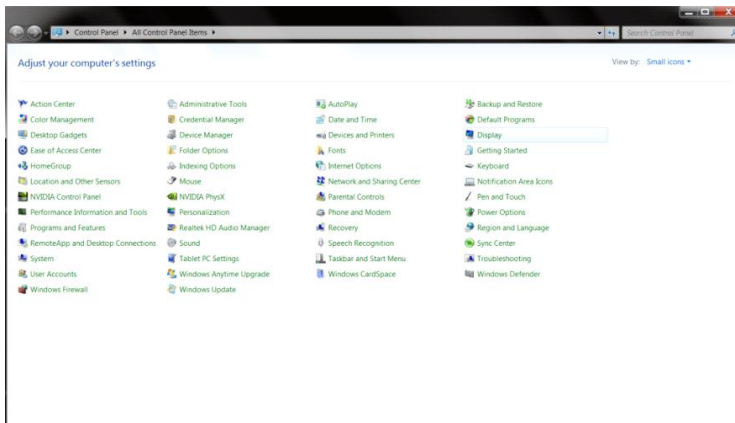 Control Panel All Control Panel Items Search Control Panel
Adjust your computer's settings View by: Small icons
Action Center Administrative Tools AutoPlay Backup and Restore
Color Management Credential Manager Date and Time Default Programs
Desktop Gadgets Device Manager Devices and Printers Display
Ease of Access Center Folder Options Fonts Getting Started
HomeGroup Indexing Options Internet Options Keyboard
Location and Other Sensors Mouse Network and Sharing Center Notification Area Icons
NVIDIA Control Panel NVIDIA PhysX Parental Controls Pen and Touch
Performance Information and Tools Personalization Phone and Modem Power Options
Programs and Features Realtek HD Audio Manager Recovery Region and Language
RemoteApp and Desktop Connections Sound Speech Recognition Sync Center
System Tablet PC Settings Taskbar and Start Menu Troubleshooting
User Accounts Windows Anytime Upgrade Windows CardSpace Windows Defender
Windows Firewall Windows Update